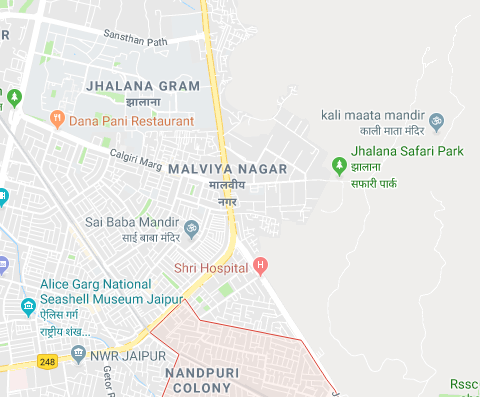 Sansthan Path
R
JHALANA GRAM
झालाना
Dana Pani Restaurant
kali maata mandir
काली माता मंदिर
Calgiri Marg
Jhalana Safari Park
झालाना
सफारी पार्क
MALVIYA NAGAR
मालवीय
नगर
Sai Baba Mandir
साई बाबा मंदिर
Shri Hospital
H
Alice Garg National
Seashell Museum Jaipur
ऐलिस गर्ग
राष्ट्रीय शंख...
248
NWR JAIPUR
NANDPURI
COLONY
Getor
Rssc